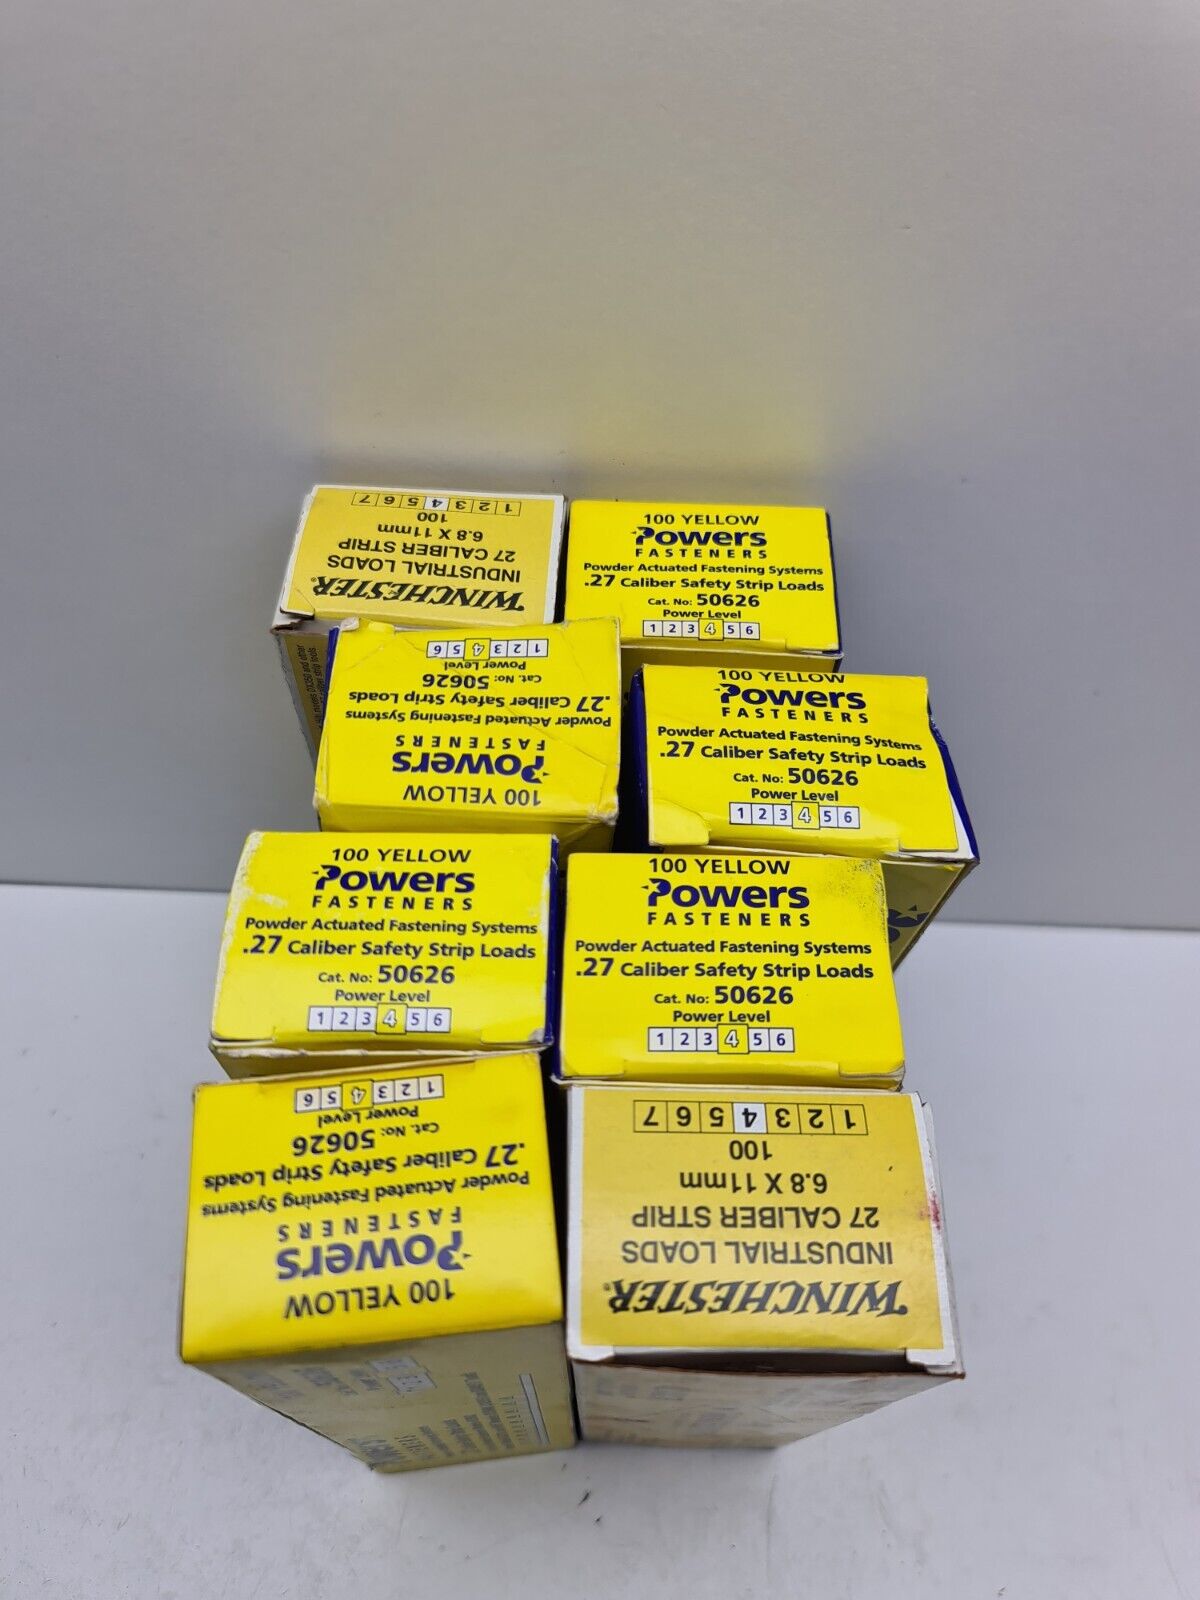 WINCHESTER®
INDUSTRIAL LOADS
27 CALIBER STRIP
6.8 X 11mm
100
1 2 3 4 5 6 7
100 YELLOW
Powers
FASTENERS
Powder Actuated Fastening Systems
.27 Caliber Safety Strip Loads
Cat. No: 50626
Power Level
1 2 3 4 5 6
100 YELLOW
Powers
FASTENERS
Powder Actuated Fastening Systems
.27 Caliber Safety Strip Loads
Cat. No: 50626
Power Level
1 2 3 4 5 6
100 YELLOW
Powers
FASTENERS
Powder Actuated Fastening Systems
.27 Caliber Safety Strip Loads
Cat. No: 50626
Power Level
1 2 3 4 5 6
100 YELLOW
Powers
FASTENERS
Powder Actuated Fastening Systems
.27 Caliber Safety Strip Loads
Cat. No: 50626
Power Level
1 2 3 4 5 6
100 YELLOW
Powers
FASTENERS
Powder Actuated Fastening Systems
.27 Caliber Safety Strip Loads
Cat. No: 50626
Power Level
1 2 3 4 5 6
100 YELLOW
Powers
FASTENERS
Powder Actuated Fastening Systems
.27 Caliber Safety Strip Loads
Cat. No: 50626
Power Level
1 2 3 4 5 6
WINCHESTER®
INDUSTRIAL LOADS
27 CALIBER STRIP
6.8 X 11mm
100
1 2 3 4 5 6 7